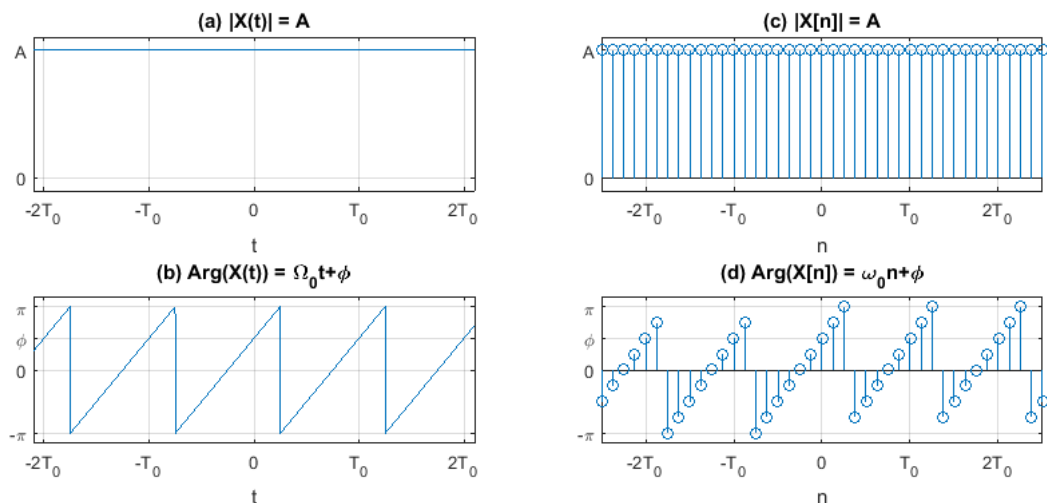 (a) |X(t)| = A
A
0
-2T₀ -T₀ 0 T₀ 2T₀
t
(c) |X[n]| = A
A
0
-2T₀ -T₀ 0 T₀ 2T₀
n
(b) Arg(X(t)) = Ω₀t+ϕ
π
ϕ
0
-π
-2T₀ -T₀ 0 T₀ 2T₀
t
(d) Arg(X[n]) = ω₀n+ϕ
π
ϕ
0
-π
-2T₀ -T₀ 0 T₀ 2T₀
n